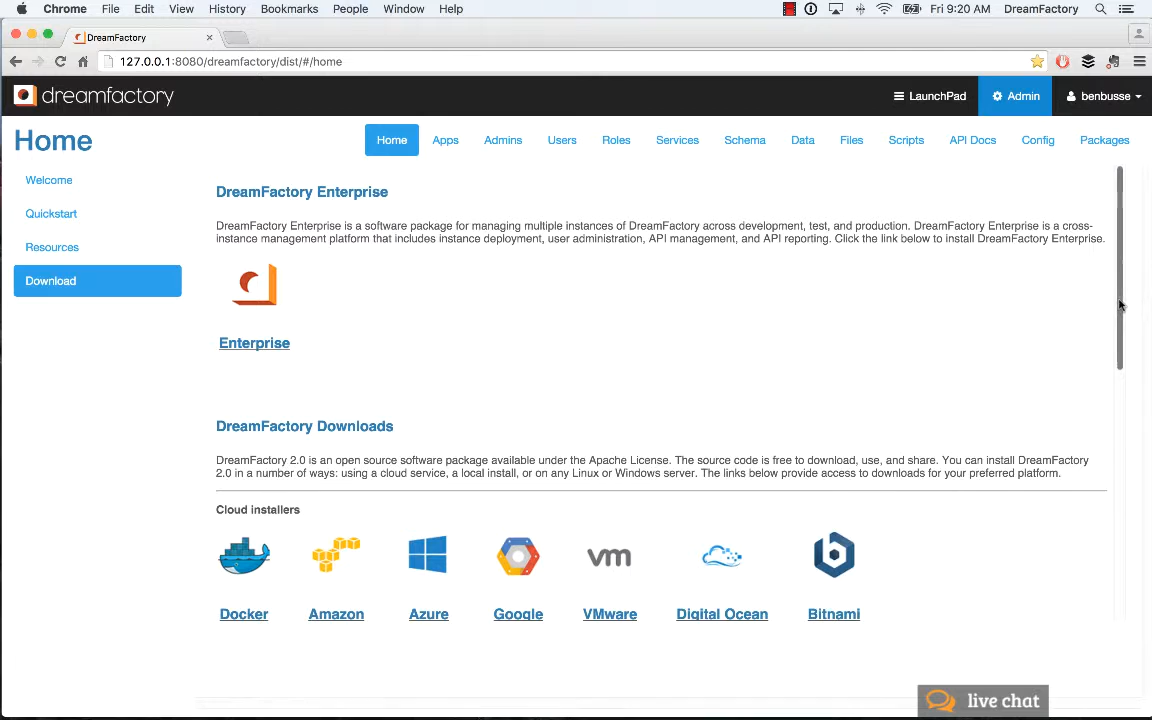 Chrome File Edit View History Bookmarks People Window Help Fri 9:20 AM DreamFactory
DreamFactory
127.0.0.1:8080/dreamfactory/dist/#/home
dreamfactory LaunchPad Admin benbusse
Home Home Apps Admins Users Roles Services Schema Data Files Scripts API Docs Config Packages
Welcome
Quickstart
Resources
Download
DreamFactory Enterprise
DreamFactory Enterprise is a software package for managing multiple instances of DreamFactory across development, test, and production. DreamFactory Enterprise is a cross-
instance management platform that includes instance deployment, user administration, API management, and API reporting. Click the link below to install DreamFactory Enterprise.
Enterprise
DreamFactory Downloads
DreamFactory 2.0 is an open source software package available under the Apache License. The source code is free to download, use, and share. You can install DreamFactory
2.0 in a number of ways: using a cloud service, a local install, or on any Linux or Windows server. The links below provide access to downloads for your preferred platform.
Cloud installers
vm
Docker Amazon Azure Google VMware Digital Ocean Bitnami
live chat